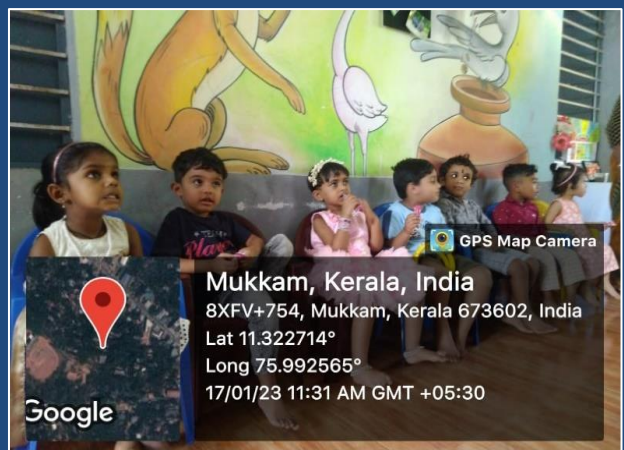 GPS Map Camera
Mukkam, Kerala, India
8XFV+754, Mukkam, Kerala 673602, India
Lat 11.322714°
Long 75.992565°
17/01/23 11:31 AM GMT +05:30
Google